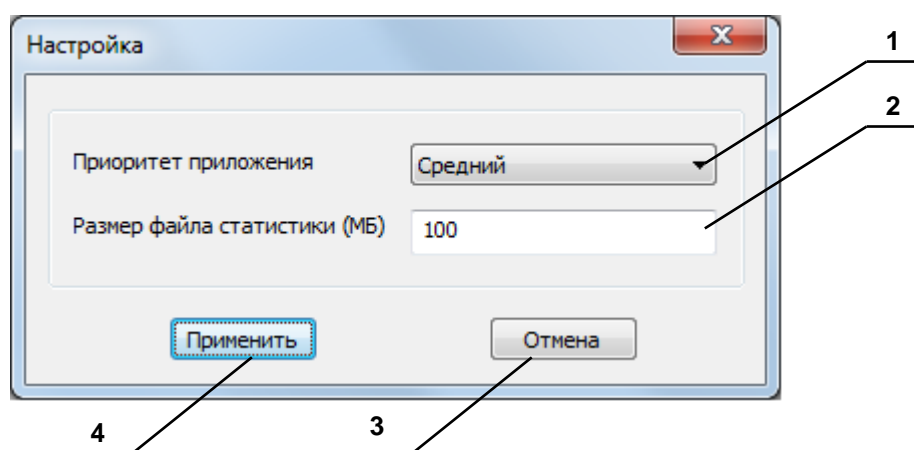 Настройка
1
2
Приоритет приложения Средний
Размер файла статистики (МБ) 100
Применить Отмена
4 3